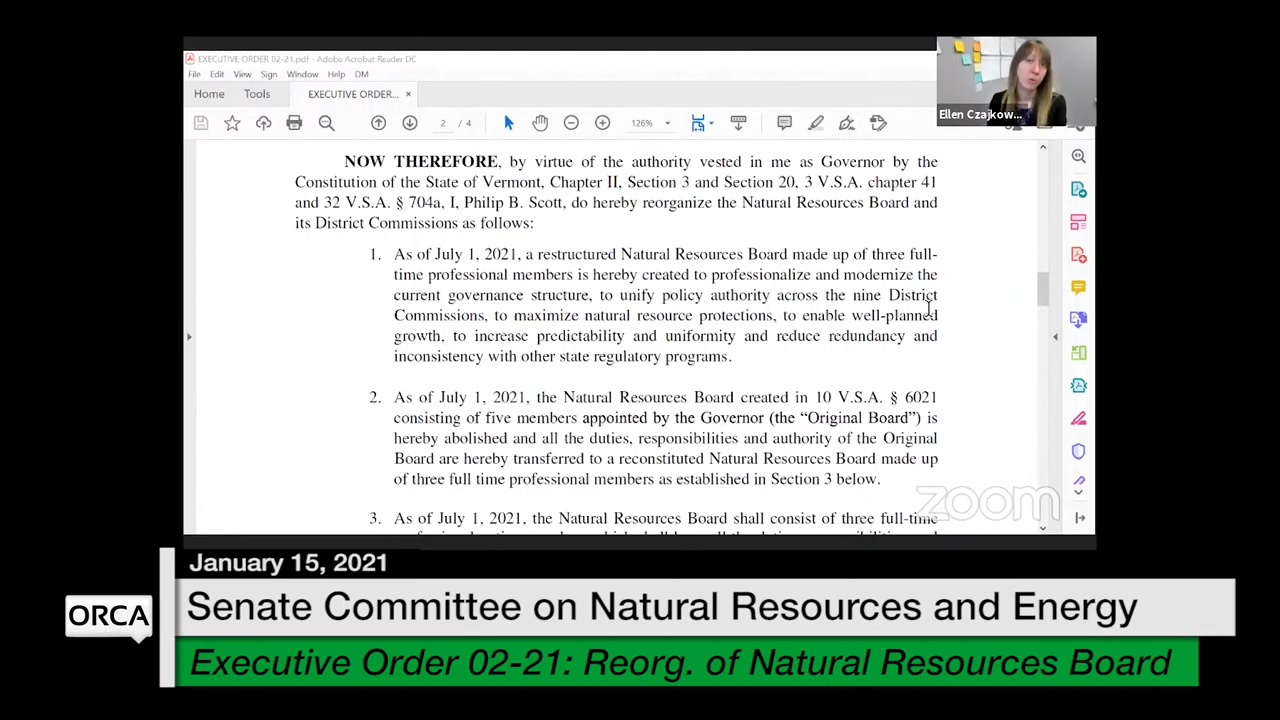 EXECUTIVE ORDER 02-21.pdf - Adobe Acrobat Reader DC
File Edit View Sign Window Help DM
Home Tools EXECUTIVE ORDER... ×
2 / 4 126%
Ellen Czajkow...
NOW THEREFORE, by virtue of the authority vested in me as Governor by the
Constitution of the State of Vermont, Chapter II, Section 3 and Section 20, 3 V.S.A. chapter 41
and 32 V.S.A. § 704a, I, Philip B. Scott, do hereby reorganize the Natural Resources Board and
its District Commissions as follows:
1. As of July 1, 2021, a restructured Natural Resources Board made up of three full-
time professional members is hereby created to professionalize and modernize the
current governance structure, to unify policy authority across the nine District
Commissions, to maximize natural resource protections, to enable well-planned
growth, to increase predictability and uniformity and reduce redundancy and
inconsistency with other state regulatory programs.
2. As of July 1, 2021, the Natural Resources Board created in 10 V.S.A. § 6021
consisting of five members appointed by the Governor (the “Original Board”) is
hereby abolished and all the duties, responsibilities and authority of the Original
Board are hereby transferred to a reconstituted Natural Resources Board made up
of three full time professional members as established in Section 3 below.
3. As of July 1, 2021, the Natural Resources Board shall consist of three full-time
zoom
January 15, 2021
ORCA
Senate Committee on Natural Resources and Energy
Executive Order 02-21: Reorg. of Natural Resources Board